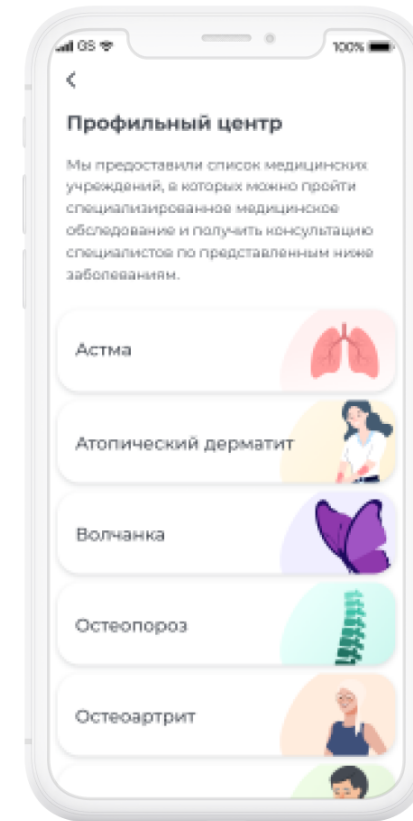 GS
100%
Профильный центр
Мы предоставили список медицинских
учреждений, в которых можно пройти
специализированное медицинское
обследование и получить консультацию
специалистов по представленным ниже
заболеваниям.
Астма
Атопический дерматит
Волчанка
Остеопороз
Остеоартрит